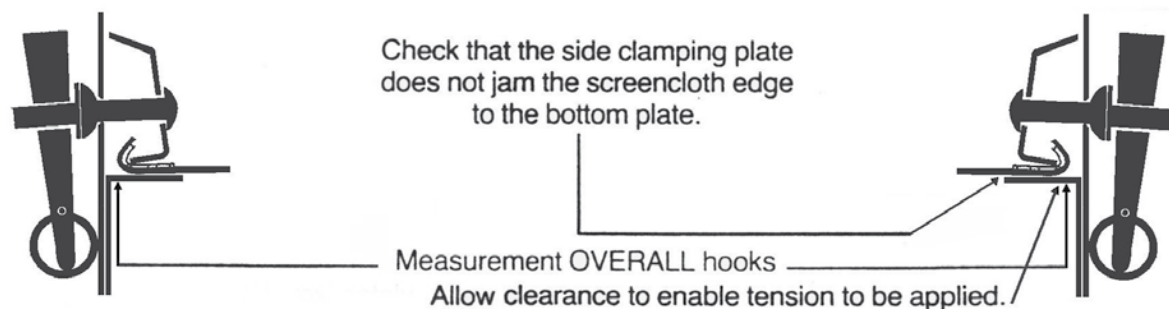 Check that the side clamping plate
does not jam the screencloth edge
to the bottom plate.
Measurement OVERALL hooks
Allow clearance to enable tension to be applied.